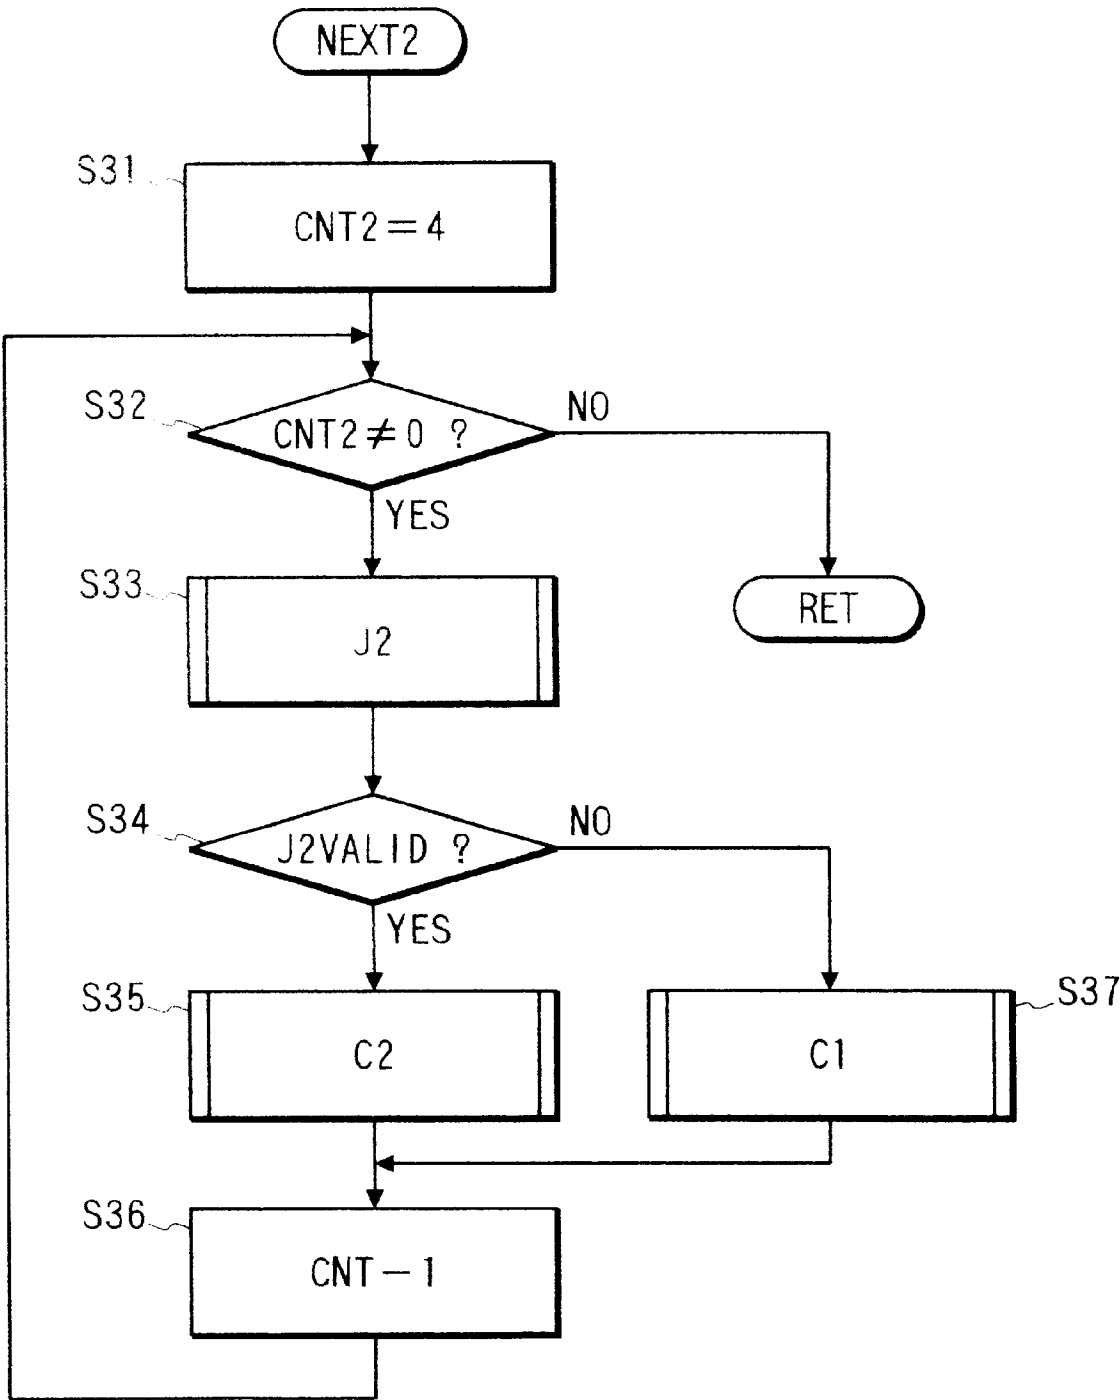 NEXT2
S31
CNT2=4
S32
CNT2≠0 ?
NO
YES
S33
J2
RET
S34
J2VALID ?
NO
YES
S35
C2
C1
S37
S36
CNT-1